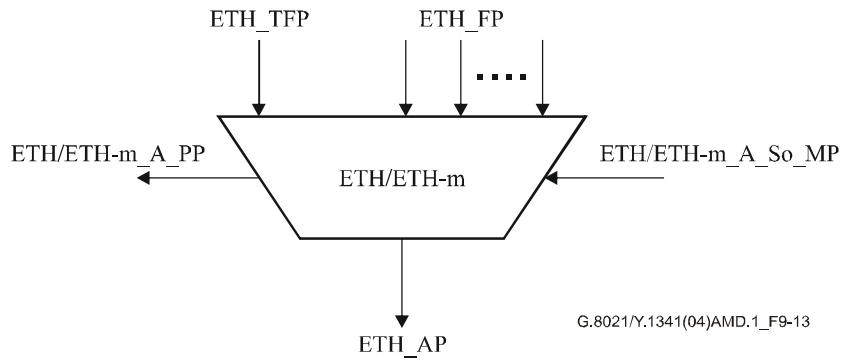 ETH_TFP
ETH_FP
ETH/ETH-m_A_PP
ETH/ETH-m
ETH/ETH-m_A_So_MP
ETH_AP
G.8021/Y.1341(04)AMD.1_F9-13